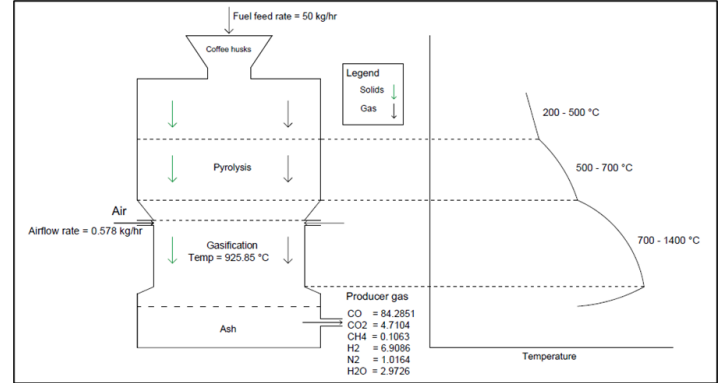 Fuel feed rate = 50 kg/hr
Coffee husks
Legend
Solids
Gas
200 - 500 °C
Pyrolysis
500 - 700 °C
Air
Airflow rate = 0.578 kg/hr
Gasification
Temp = 925.85 °C
700 - 1400 °C
Producer gas
CO = 84.2851
CO2 = 4.7104
CH4 = 0.1063
H2 = 6.9086
N2 = 1.0164
H2O = 2.9726
Ash
Temperature